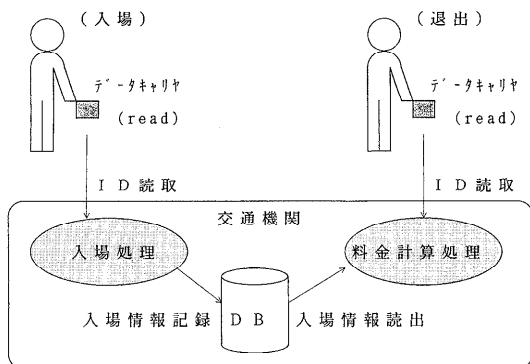 (入場)
(退出)
データキャリヤ
(read)
データキャリヤ
(read)
ID読取
ID読取
交通機関
入場処理
料金計算処理
入場情報記録
DB
入場情報読出